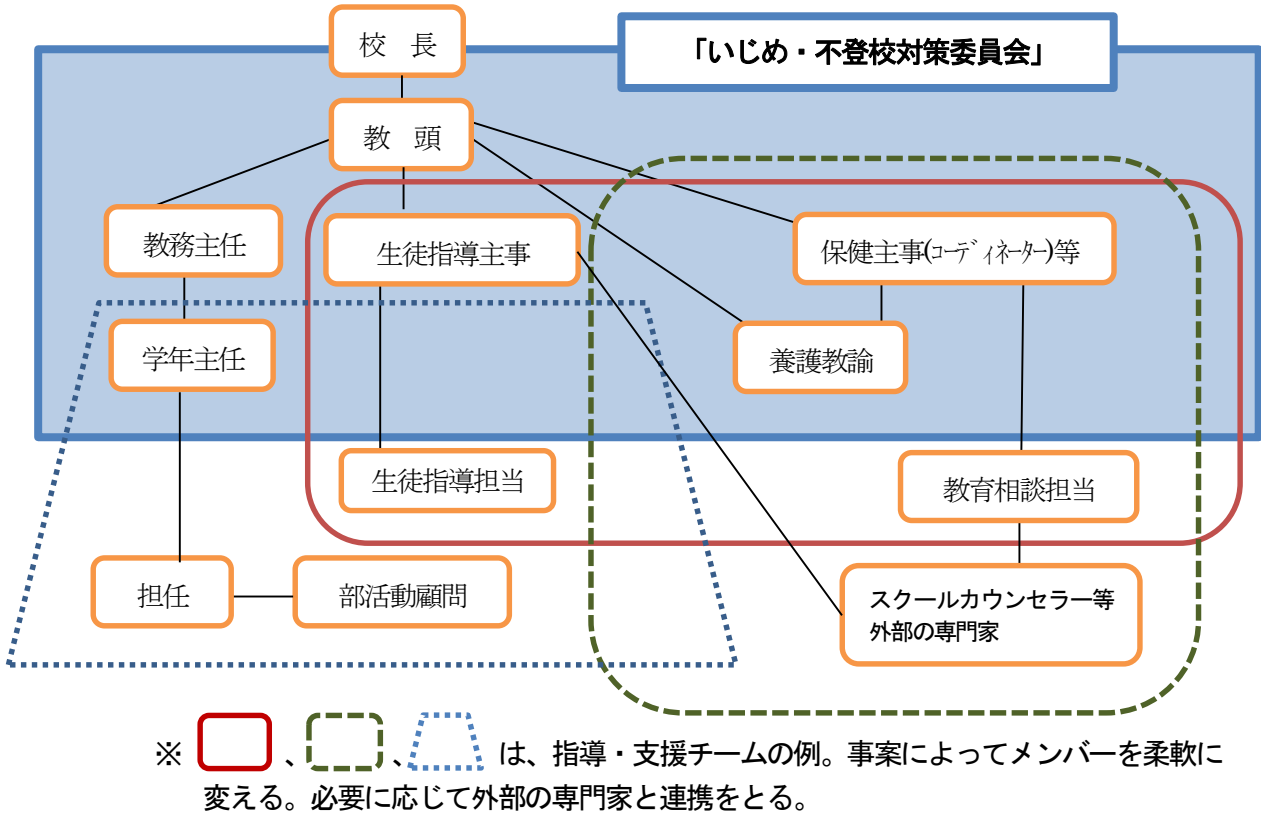 校　長
「いじめ・不登校対策委員会」
教　頭
教務主任
生徒指導主事
保健主事(ｺｰﾃﾞｨﾈｰﾀｰ)等
学年主任
養護教諭
生徒指導担当
教育相談担当
担任
部活動顧問
スクールカウンセラー等
外部の専門家
※　、　、　は、指導・支援チームの例。事案によってメンバーを柔軟に
変える。必要に応じて外部の専門家と連携をとる。